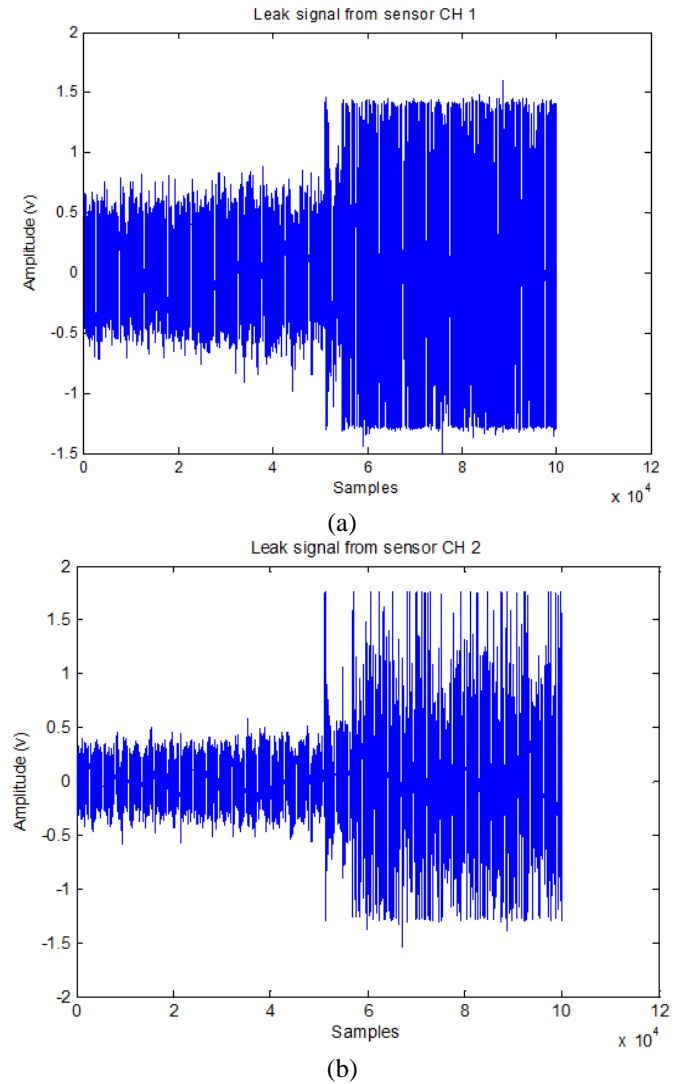 Leak signal from sensor CH 1
2
1.5
1
0.5
0
-0.5
-1
-1.5
Amplitude (v)
0 2 4 6 8 10 12
Samples
x 10^4
(a)
Leak signal from sensor CH 2
2
1.5
1
0.5
0
-0.5
-1
-1.5
-2
Amplitude (v)
0 2 4 6 8 10 12
Samples
x 10^4
(b)